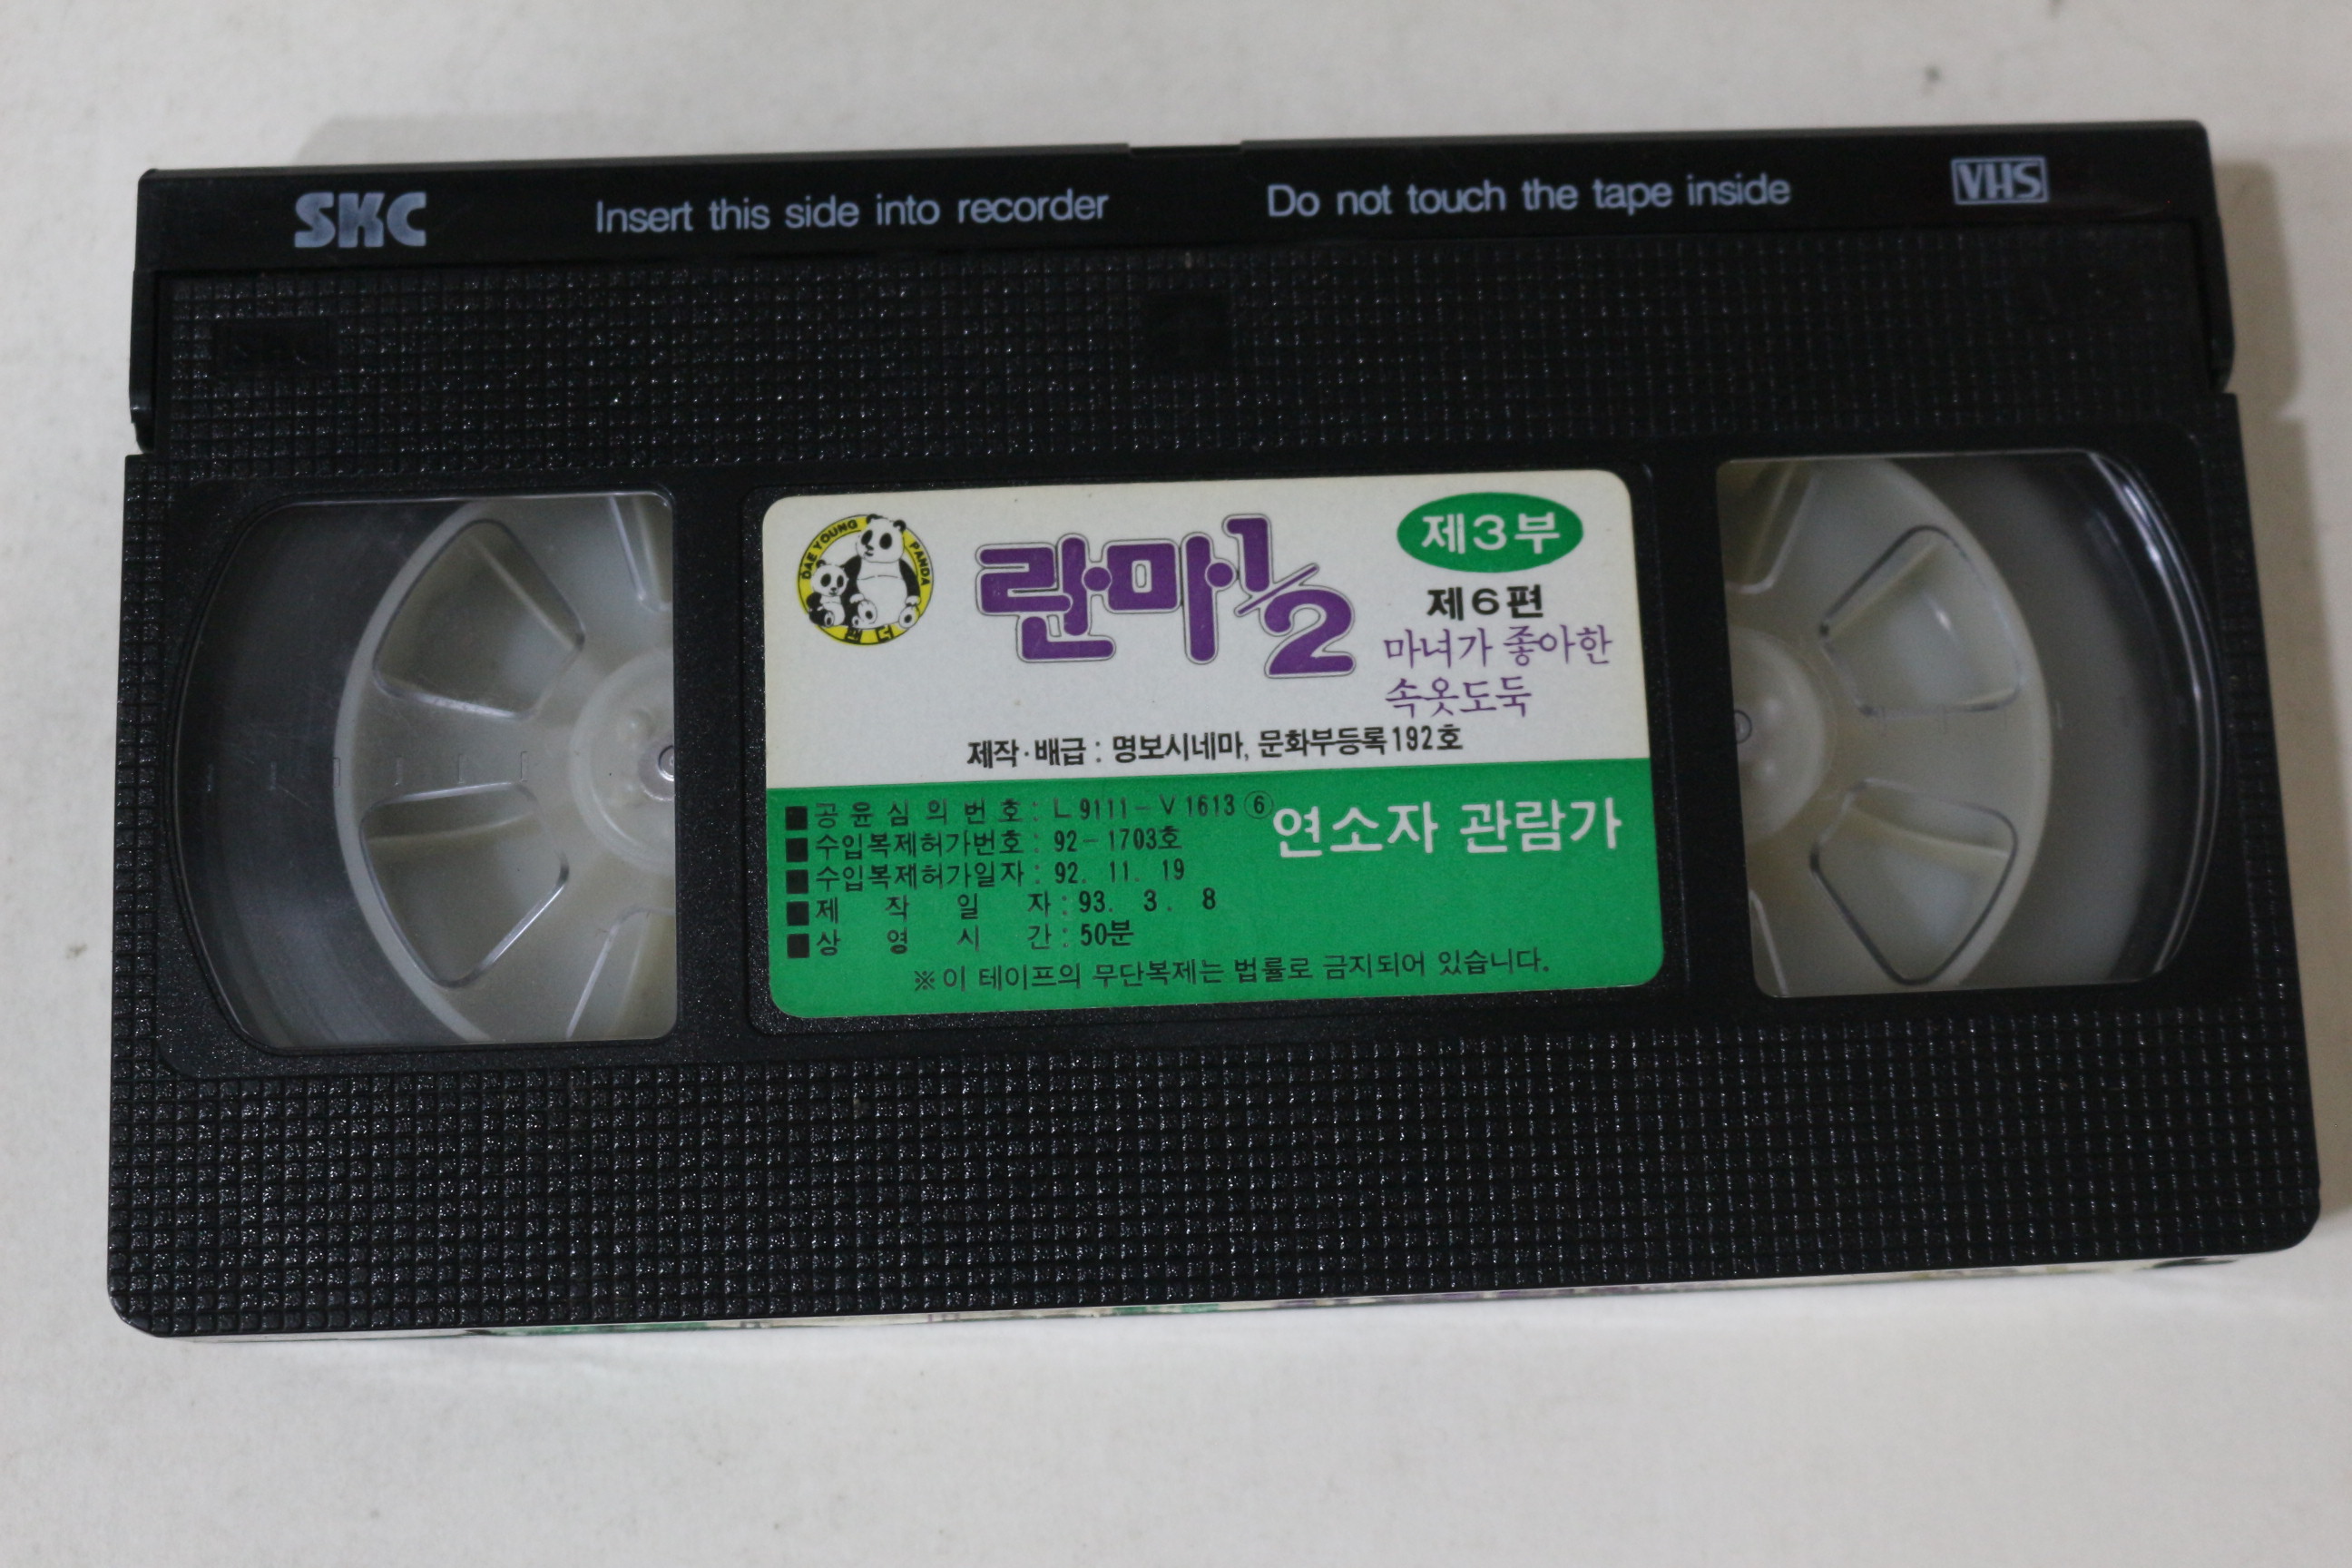 SKC
Insert this side into recorder
Do not touch the tape inside
VHS
DAE YOUNG PANDA
팬더
란마1/2
제3부
제6편
마녀가 좋아한
속옷도둑
제작·배급 : 명보시네마, 문화부등록192호
■공윤심의번호 : L9111-V1613⑥
■수입복제허가번호 : 92-1703호
■수입복제허가일자 : 92. 11. 19
■제작일자 : 93. 3. 8
■상영시간 : 50분
연소자 관람가
※이 테이프의 무단복제는 법률로 금지되어 있습니다.